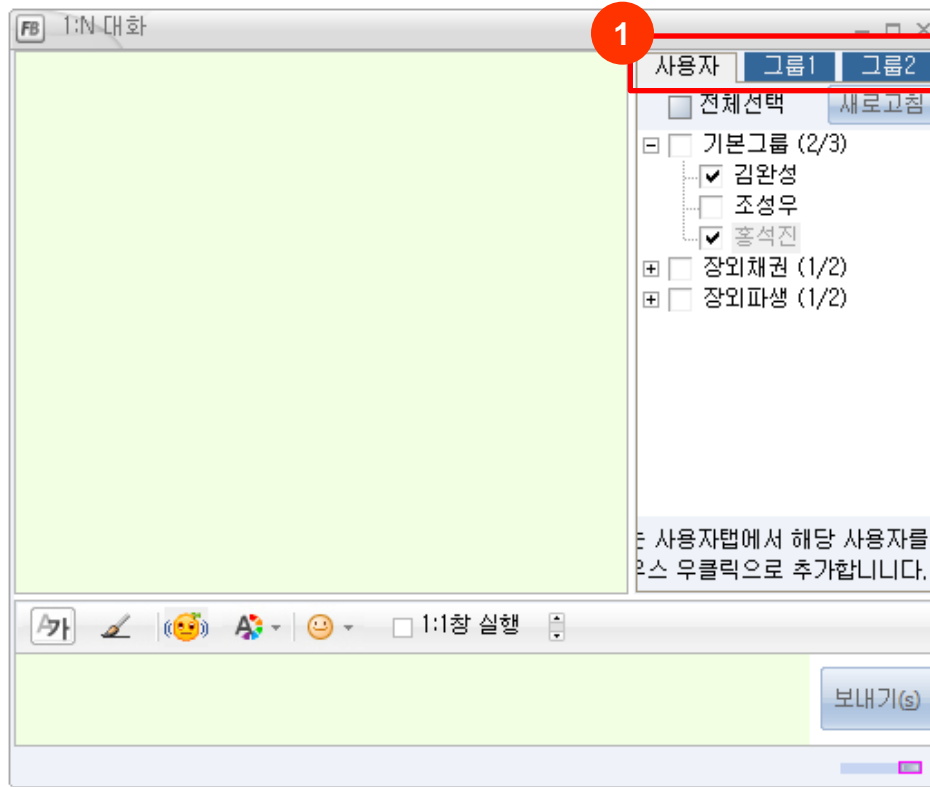 FB 1:N 대화
1
사용자 그룹1 그룹2
전체선택 새로고침
기본그룹 (2/3)
김완성
조성우
홍석진
장외채권 (1/2)
장외파생 (1/2)
사용자탭에서 해당 사용자를
우클릭으로 추가합니니다.
가 A 1:1창 실행
보내기(s)